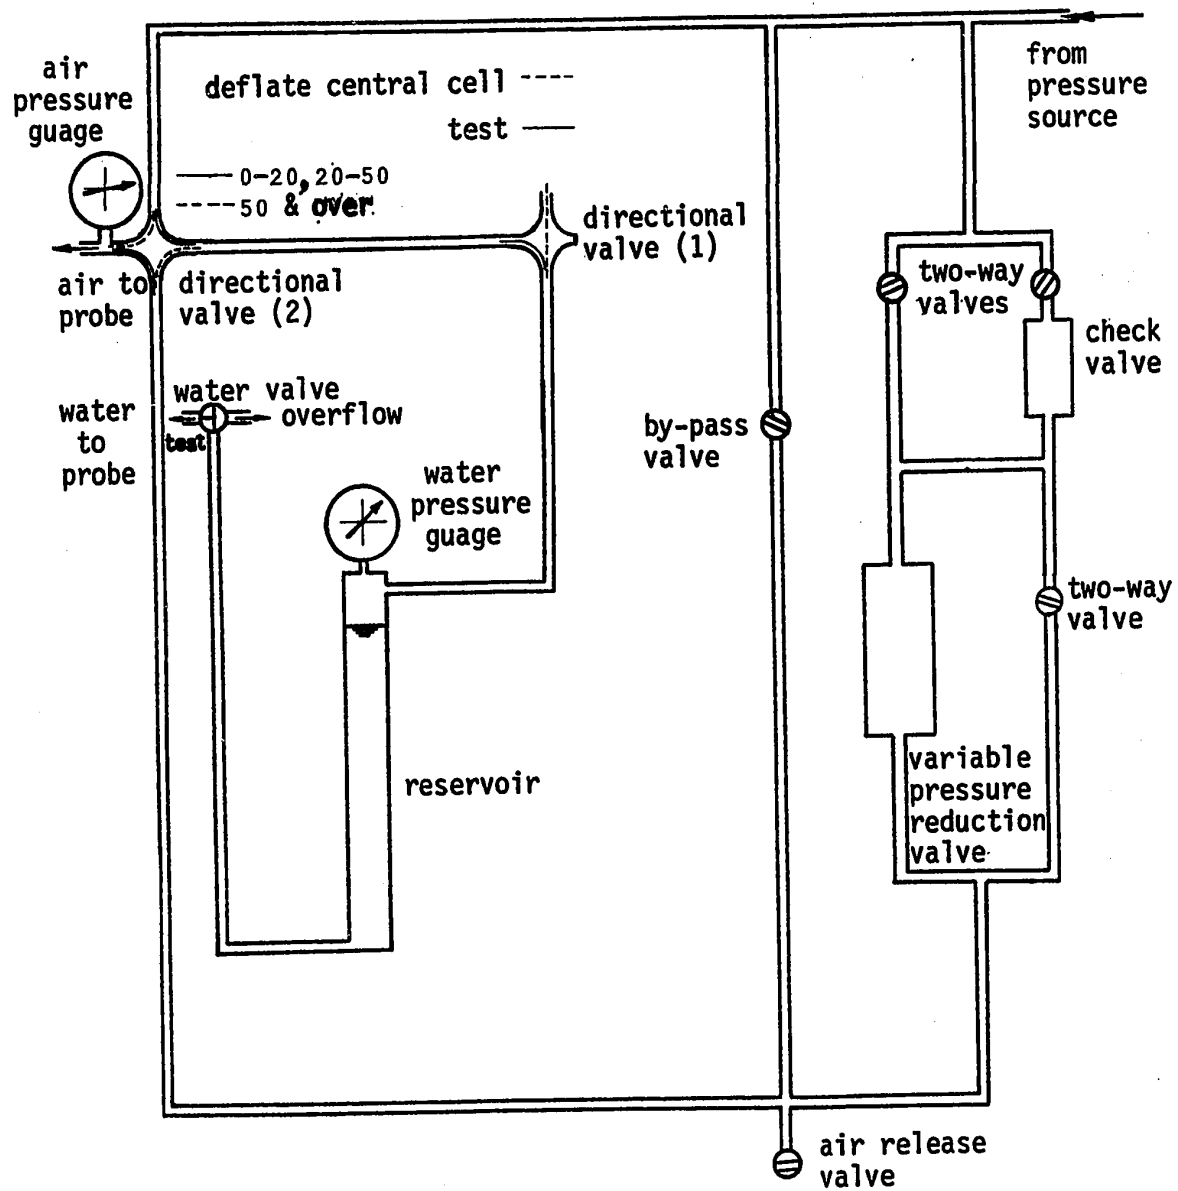 from
pressure
source
air
pressure
guage
deflate central cell
test
0-20, 20-50
50 & over
directional
valve (1)
air to
probe
directional
valve (2)
two-way
valves
check
valve
water valve
overflow
test
water
to
probe
by-pass
valve
water
pressure
guage
two-way
valve
reservoir
variable
pressure
reduction
valve
air release
valve